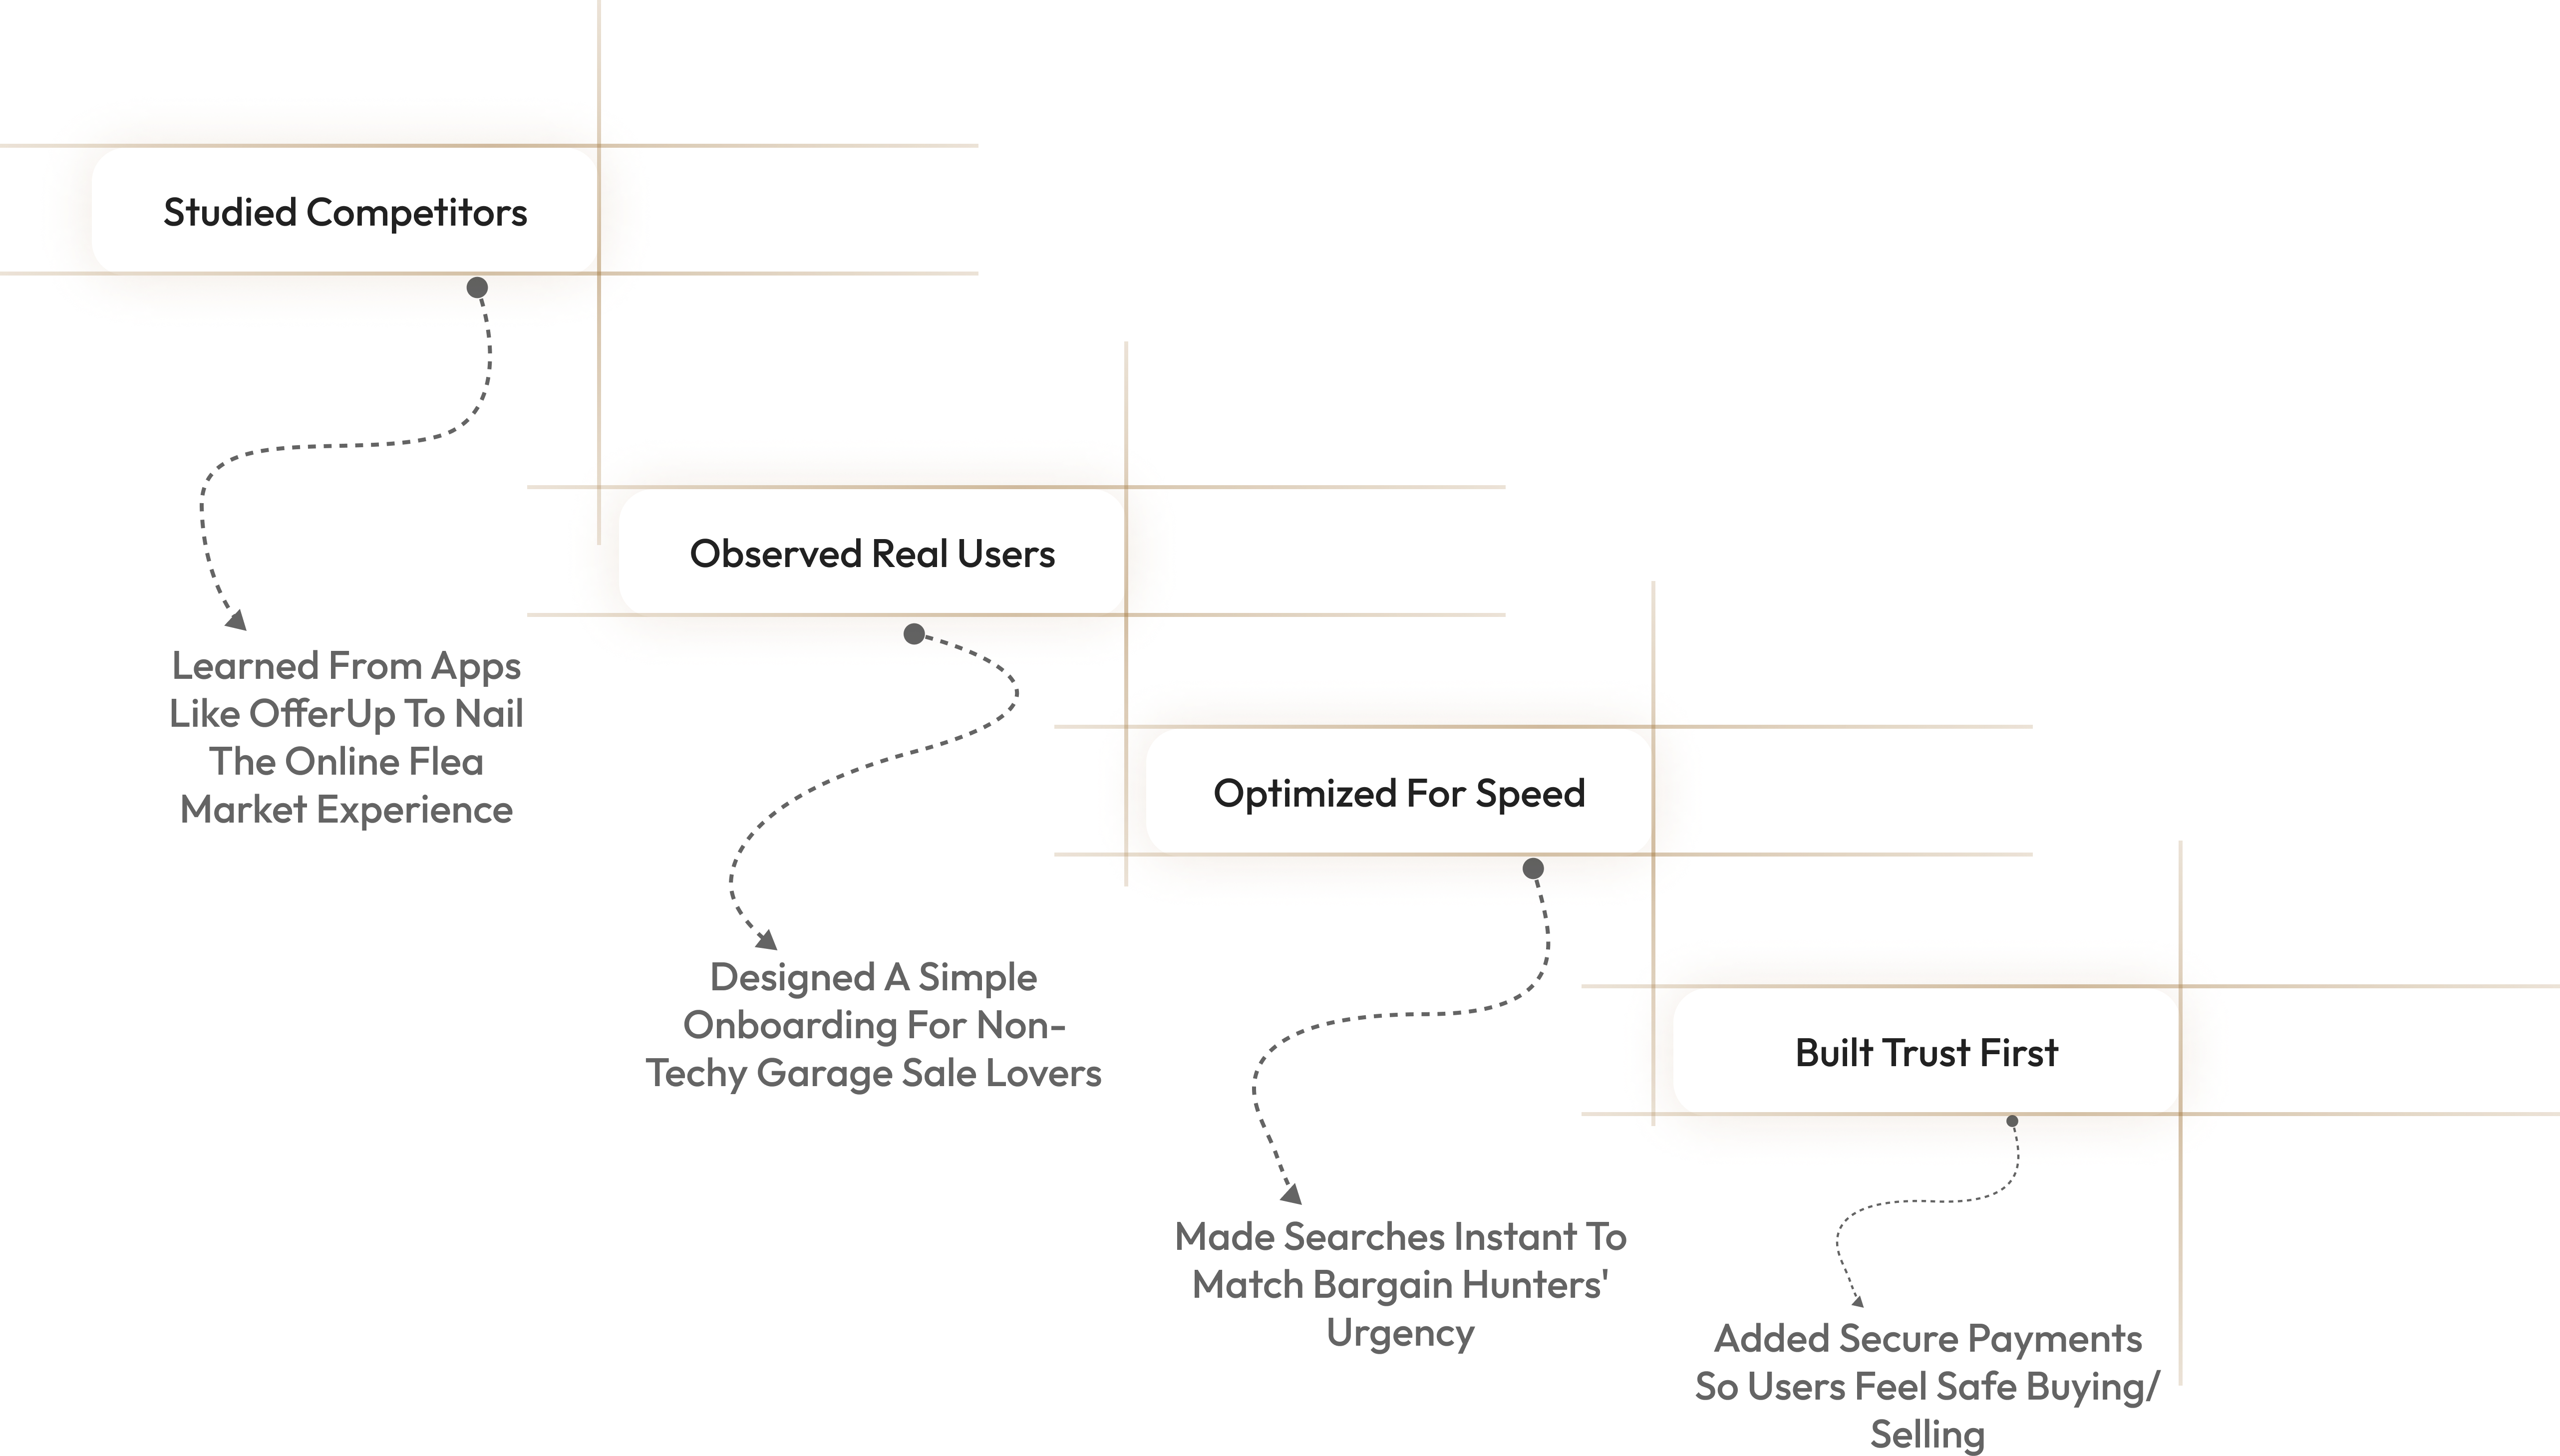 Studied Competitors
Learned From Apps
Like OfferUp To Nail
The Online Flea
Market Experience
Observed Real Users
Designed A Simple
Onboarding For Non-
Techy Garage Sale Lovers
Optimized For Speed
Made Searches Instant To
Match Bargain Hunters'
Urgency
Built Trust First
Added Secure Payments
So Users Feel Safe Buying/
Selling